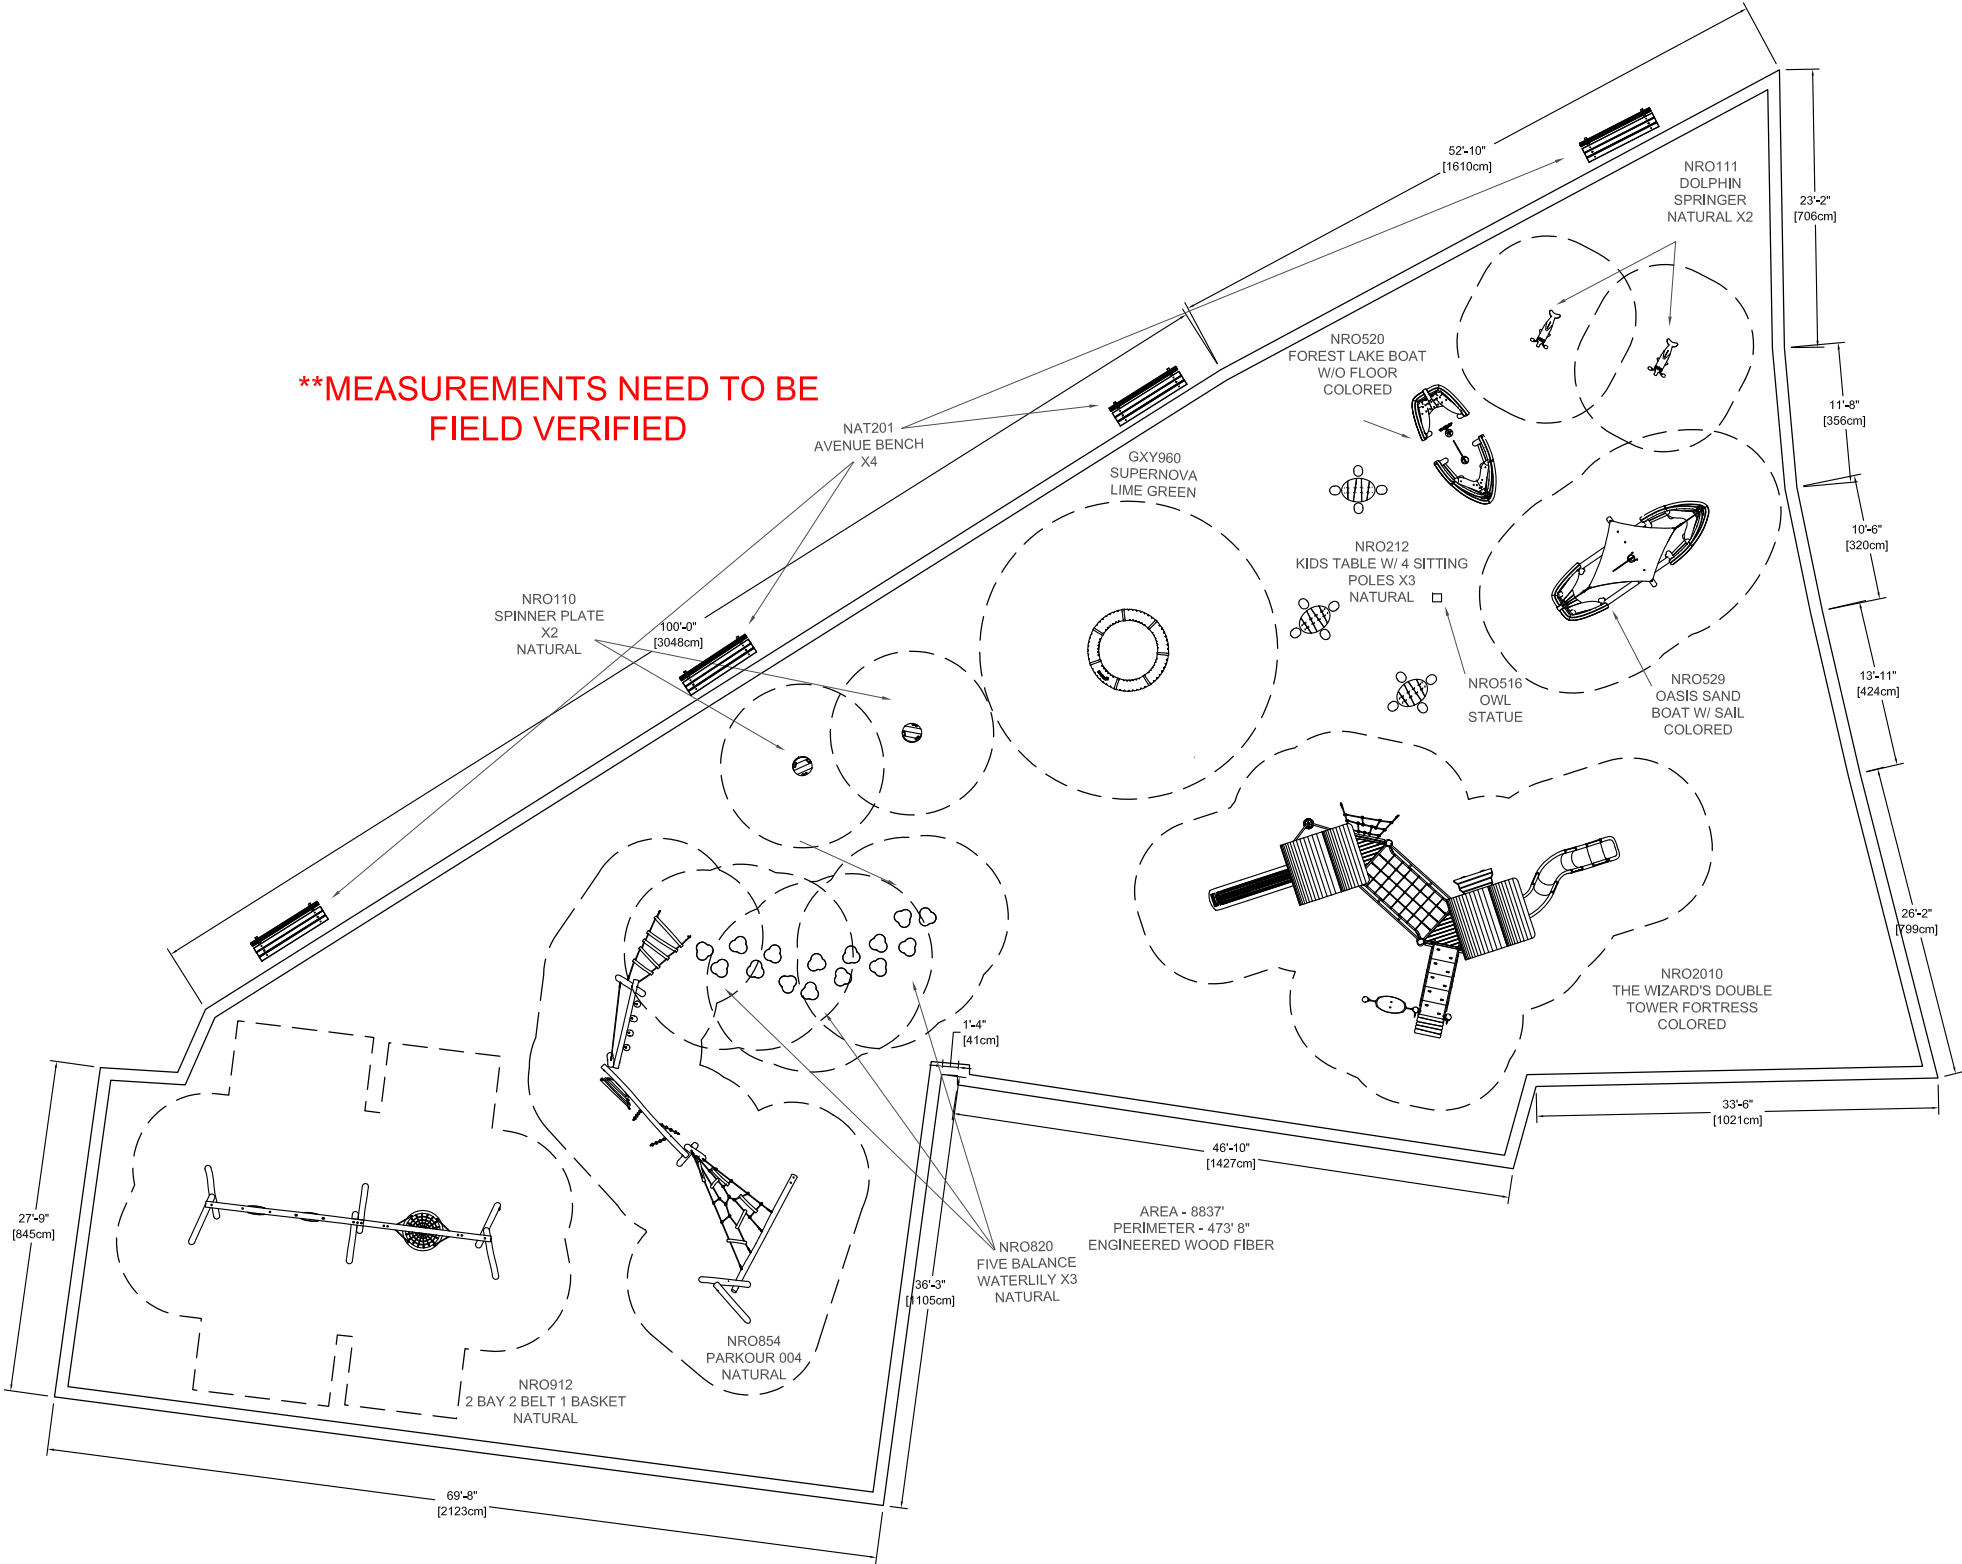 52'-10"
[1610cm]
NRO111
DOLPHIN
SPRINGER
NATURAL X2
23'-2"
[706cm]
**MEASUREMENTS NEED TO BE
FIELD VERIFIED
NRO520
FOREST LAKE BOAT
W/O FLOOR
COLORED
11'-8"
[356cm]
NAT201
AVENUE BENCH
X4
GXY960
SUPERNOVA
LIME GREEN
10'-6"
[320cm]
NRO212
KIDS TABLE W/ 4 SITTING
POLES X3
NATURAL
NRO110
SPINNER PLATE
X2
NATURAL
100'-0"
[3048cm]
NRO516
OWL
STATUE
NRO529
OASIS SAND
BOAT W/ SAIL
COLORED
13'-11"
[424cm]
26'-2"
[799cm]
NRO2010
THE WIZARD'S DOUBLE
TOWER FORTRESS
COLORED
1'-4"
[41cm]
33'-6"
[1021cm]
46'-10"
[1427cm]
27'-9"
[845cm]
AREA - 8837'
PERIMETER - 473' 8"
ENGINEERED WOOD FIBER
NRO820
FIVE BALANCE
WATERLILY X3
NATURAL
36'-3"
[1105cm]
NRO854
PARKOUR 004
NATURAL
NRO912
2 BAY 2 BELT 1 BASKET
NATURAL
69'-8"
[2123cm]